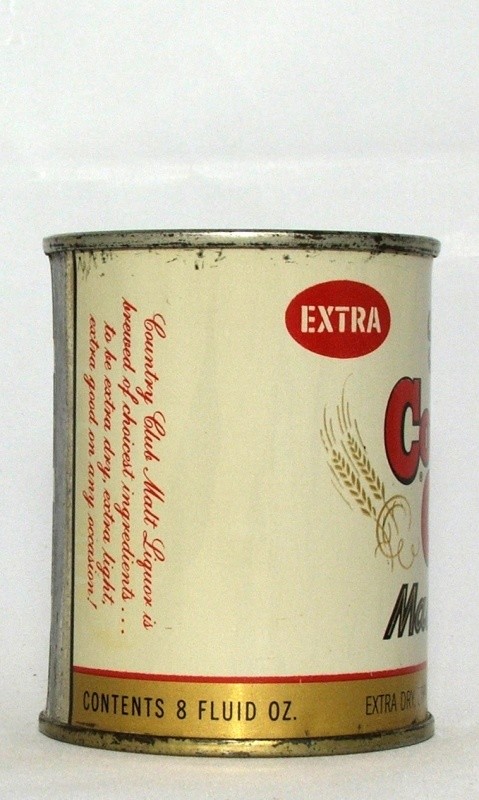 EXTRA
Country Club Malt Liquor is
brewed of choicest ingredients...
to be extra dry, extra light,
extra good on any occasion!
CONTENTS 8 FLUID OZ.
EXTRA DRY